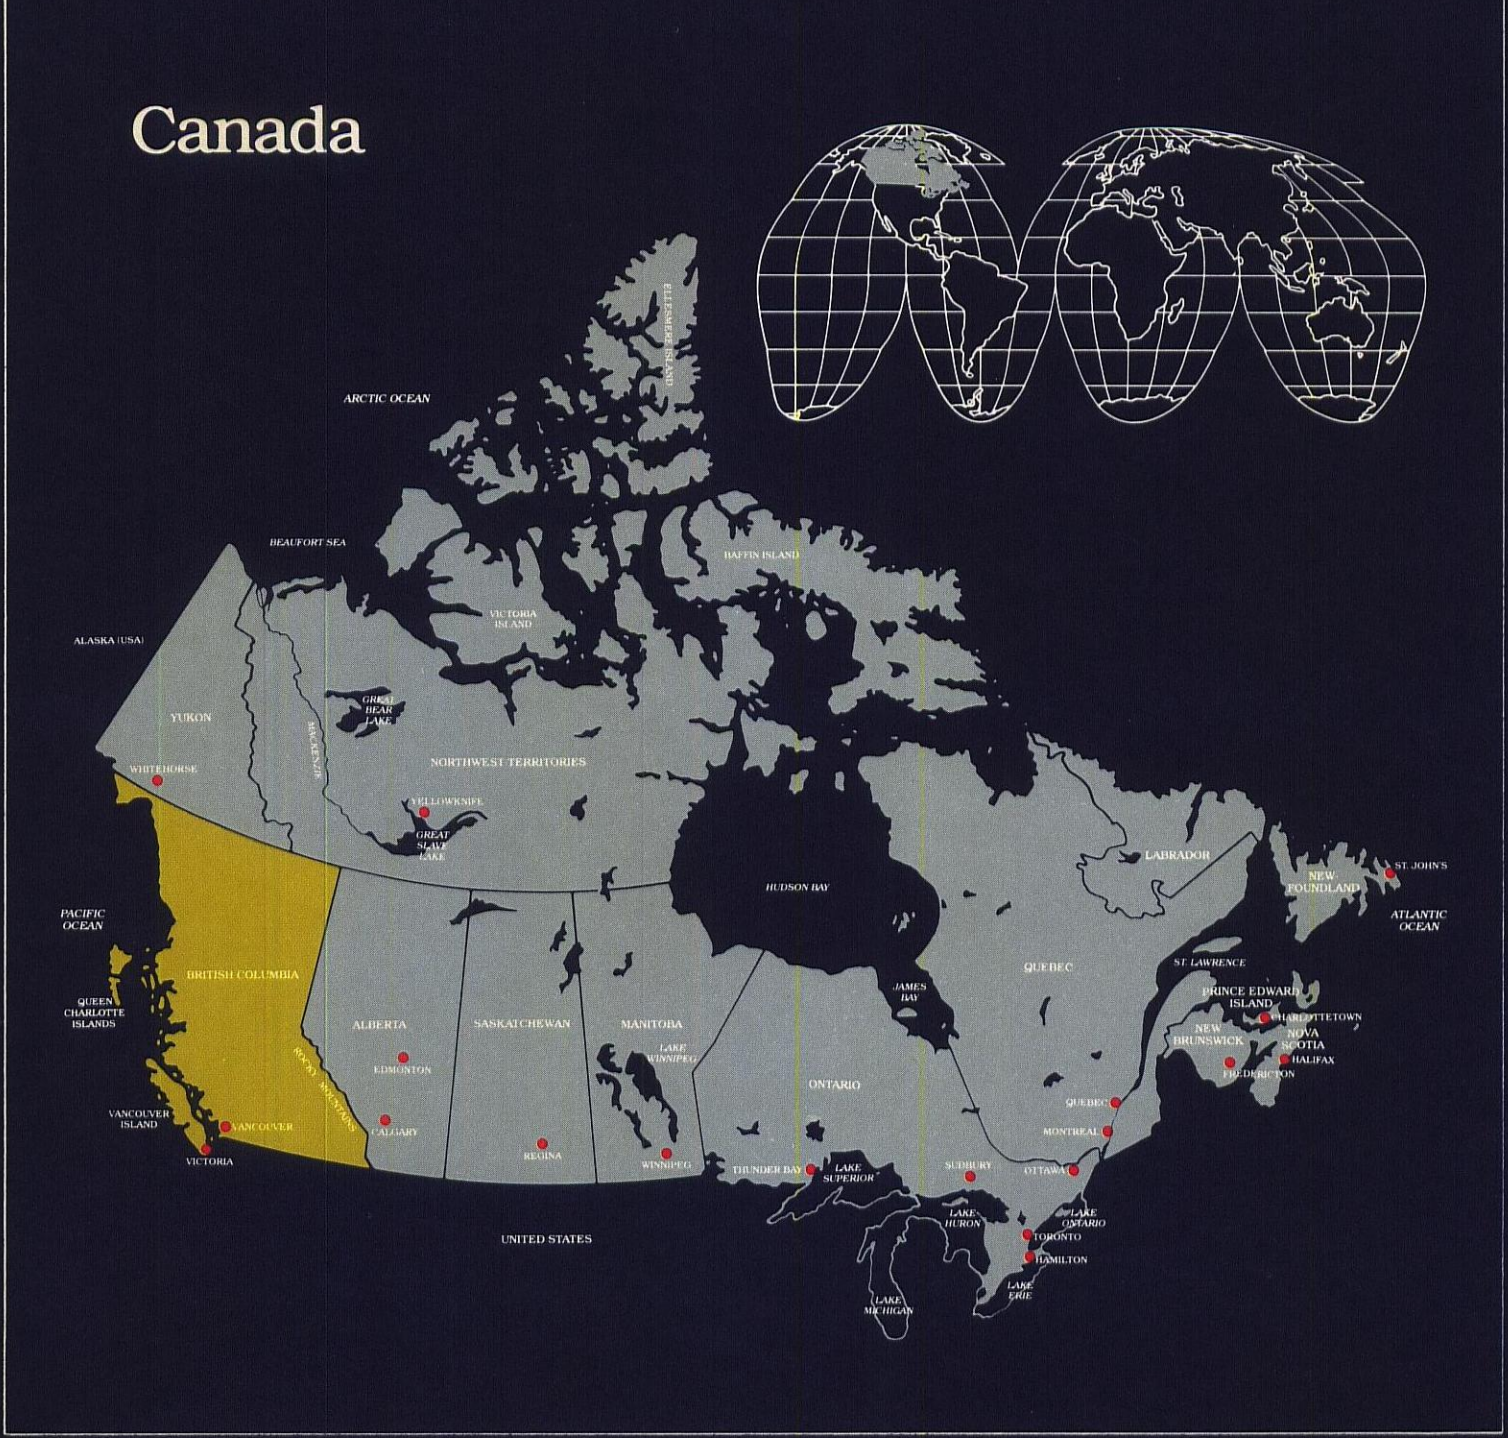 Canada
ELLESMERE ISLAND
ARCTIC OCEAN
BEAUFORT SEA
BAFFIN ISLAND
VICTORIA
ISLAND
ALASKA (USA)
GREAT
BEAR
LAKE
YUKON
MACKENZIE
NORTHWEST TERRITORIES
WHITEHORSE
YELLOWKNIFE
GREAT
SLAVE
LAKE
LABRADOR
ST. JOHN'S
NEW-
FOUNDLAND
HUDSON BAY
PACIFIC
OCEAN
ATLANTIC
OCEAN
ST. LAWRENCE
BRITISH COLUMBIA
QUEBEC
JAMES
BAY
PRINCE EDWARD
ISLAND
QUEEN
CHARLOTTE
ISLANDS
CHARLOTTETOWN
ALBERTA
SASKATCHEWAN
MANITOBA
NEW
BRUNSWICK
NOVA
SCOTIA
LAKE
WINNIPEG
HALIFAX
EDMONTON
FREDERICTON
ROCKY MOUNTAINS
ONTARIO
QUEBEC
VANCOUVER
ISLAND
VANCOUVER
CALGARY
MONTREAL
VICTORIA
REGINA
WINNIPEG
THUNDER BAY
LAKE
SUPERIOR
SUDBURY
OTTAWA
LAKE
HURON
LAKE
ONTARIO
UNITED STATES
TORONTO
HAMILTON
LAKE
ERIE
LAKE
MICHIGAN